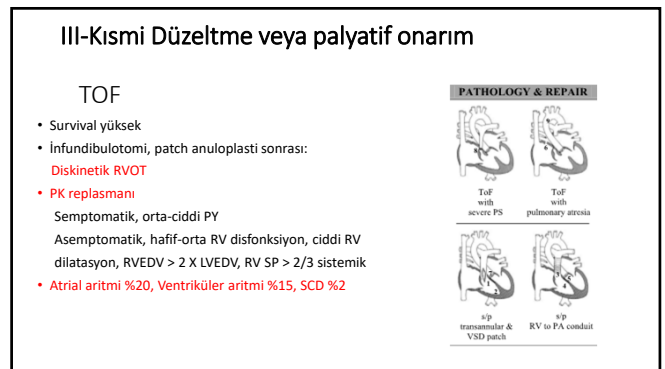 III-Kısmi Düzeltme veya palyatif onarım
TOF
• Survival yüksek
• İnfundibulotomi, patch anuloplasti sonrası:
Diskinetik RVOT
• PK replasmanı
Semptomatik, orta-ciddi PY
Asemptomatik, hafif-orta RV disfonksiyon, ciddi RV
dilatasyon, RVEDV > 2 X LVEDV, RV SP > 2/3 sistemik
• Atrial aritmi %20, Ventriküler aritmi %15, SCD %2
PATHOLOGY & REPAIR
ToF
with
severe PS
ToF
with
pulmonary atresia
s/p
transannular &
VSD patch
s/p
RV to PA conduit